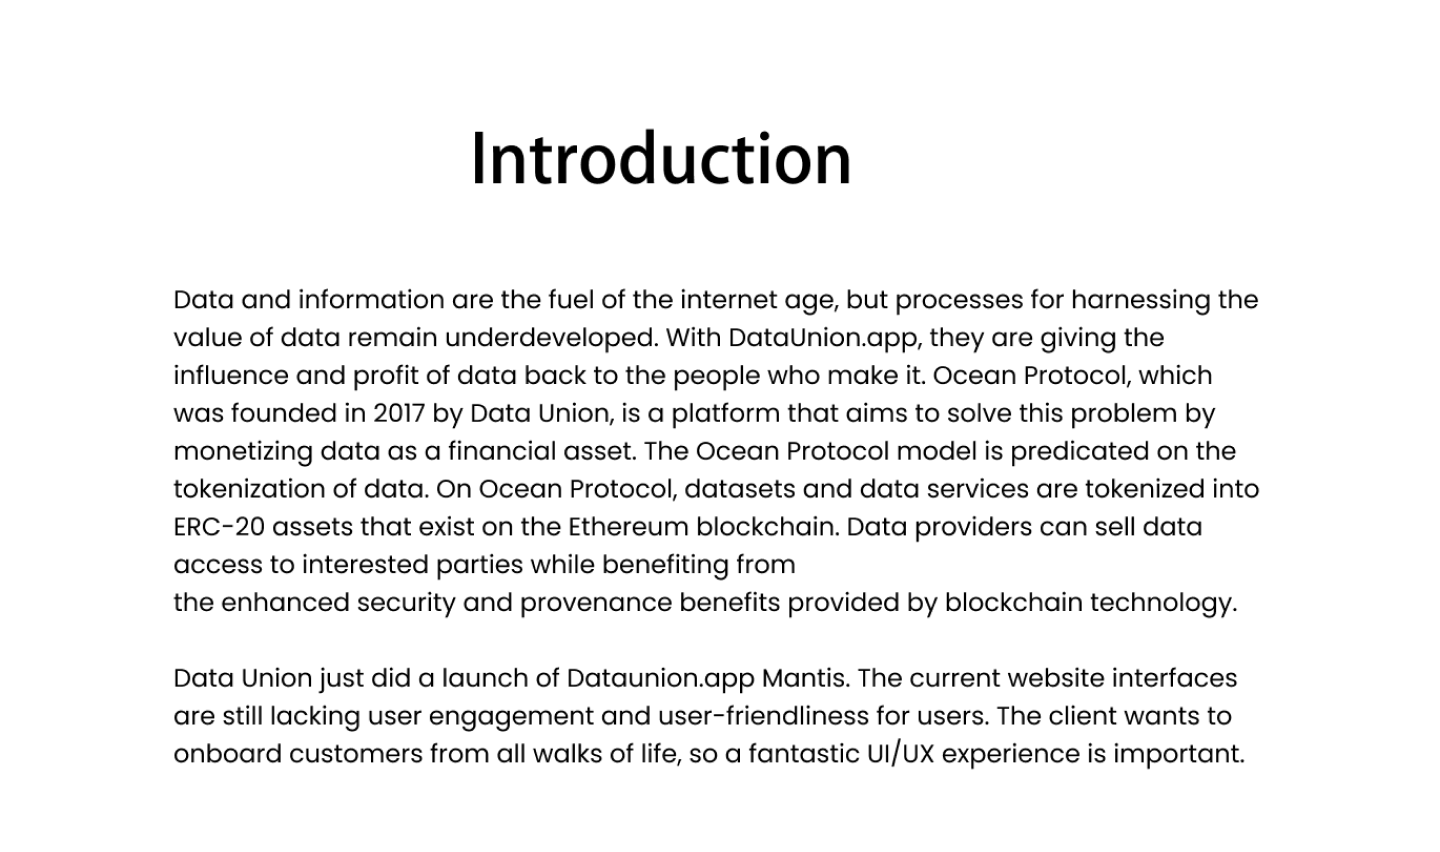 Introduction
Data and information are the fuel of the internet age, but processes for harnessing the
value of data remain underdeveloped. With DataUnion.app, they are giving the
influence and profit of data back to the people who make it. Ocean Protocol, which
was founded in 2017 by Data Union, is a platform that aims to solve this problem by
monetizing data as a financial asset. The Ocean Protocol model is predicated on the
tokenization of data. On Ocean Protocol, datasets and data services are tokenized into
ERC-20 assets that exist on the Ethereum blockchain. Data providers can sell data
access to interested parties while benefiting from
the enhanced security and provenance benefits provided by blockchain technology.
Data Union just did a launch of Dataunion.app Mantis. The current website interfaces
are still lacking user engagement and user-friendliness for users. The client wants to
onboard customers from all walks of life, so a fantastic UI/UX experience is important.